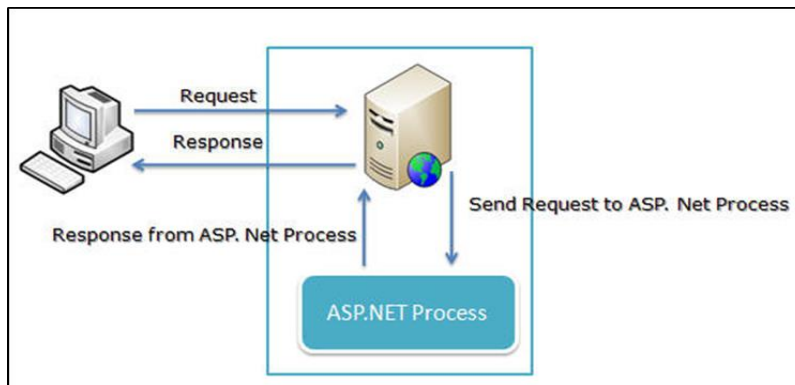 Request
Response
Send Request to ASP. Net Process
Response from ASP. Net Process
ASP.NET Process